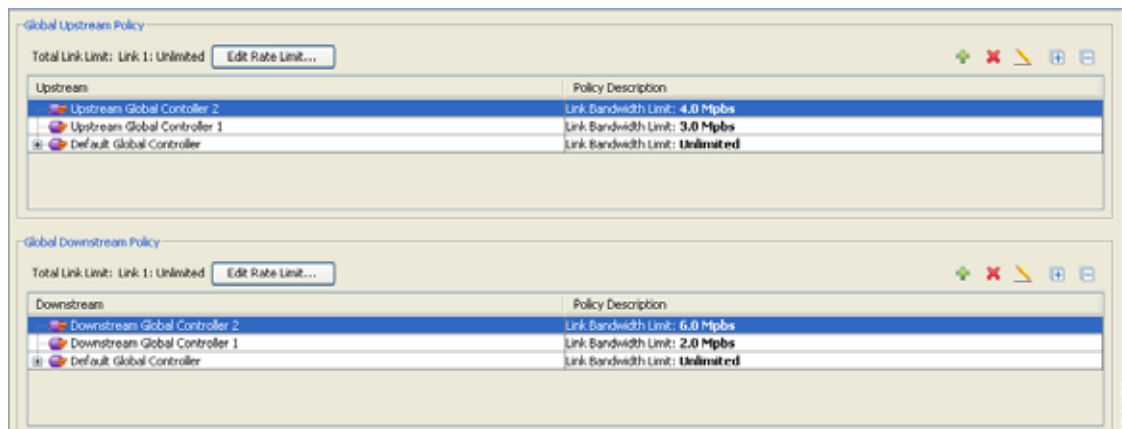 Global Upstream Policy
Total Link Limit: Link 1: Unlimited Edit Rate Limit...
Upstream Policy Description
Upstream Global Contoller 2 Link Bandwidth Limit: 4.0 Mpbs
Upstream Global Controller 1 Link Bandwidth Limit: 3.0 Mpbs
Default Global Controller Link Bandwidth Limit: Unlimited
Global Downstream Policy
Total Link Limit: Link 1: Unlimited Edit Rate Limit...
Downstream Policy Description
Downstream Global Controller 2 Link Bandwidth Limit: 6.0 Mpbs
Downstream Global Controller 1 Link Bandwidth Limit: 2.0 Mpbs
Default Global Controller Link Bandwidth Limit: Unlimited